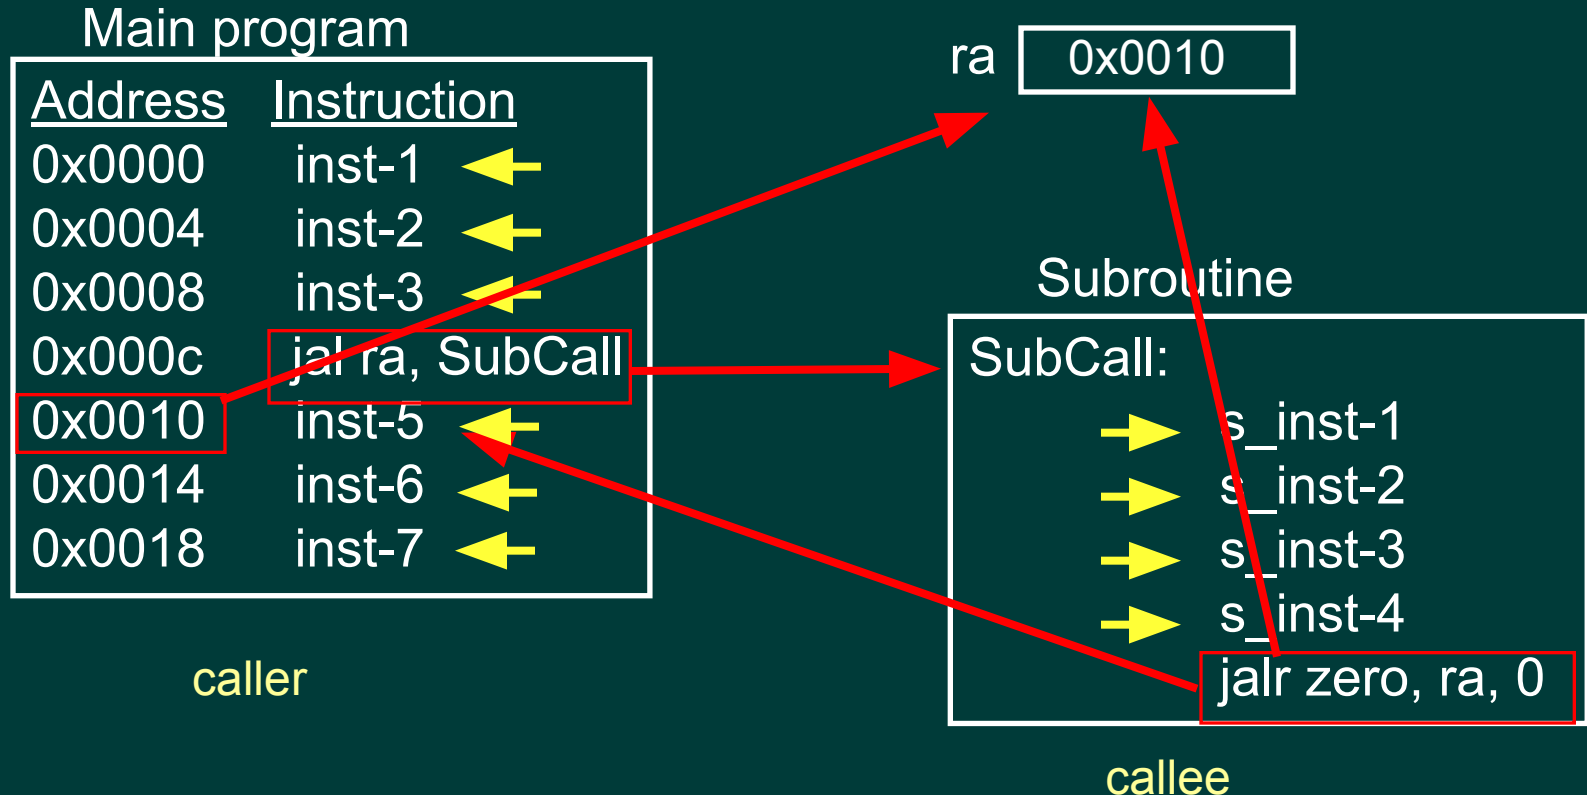 Main program
Address Instruction
0x0000 inst-1
0x0004 inst-2
0x0008 inst-3
0x000c jal ra, SubCall
0x0010 inst-5
0x0014 inst-6
0x0018 inst-7
caller
ra 0x0010
Subroutine
SubCall:
s_inst-1
s_inst-2
s_inst-3
s_inst-4
jalr zero, ra, 0
callee